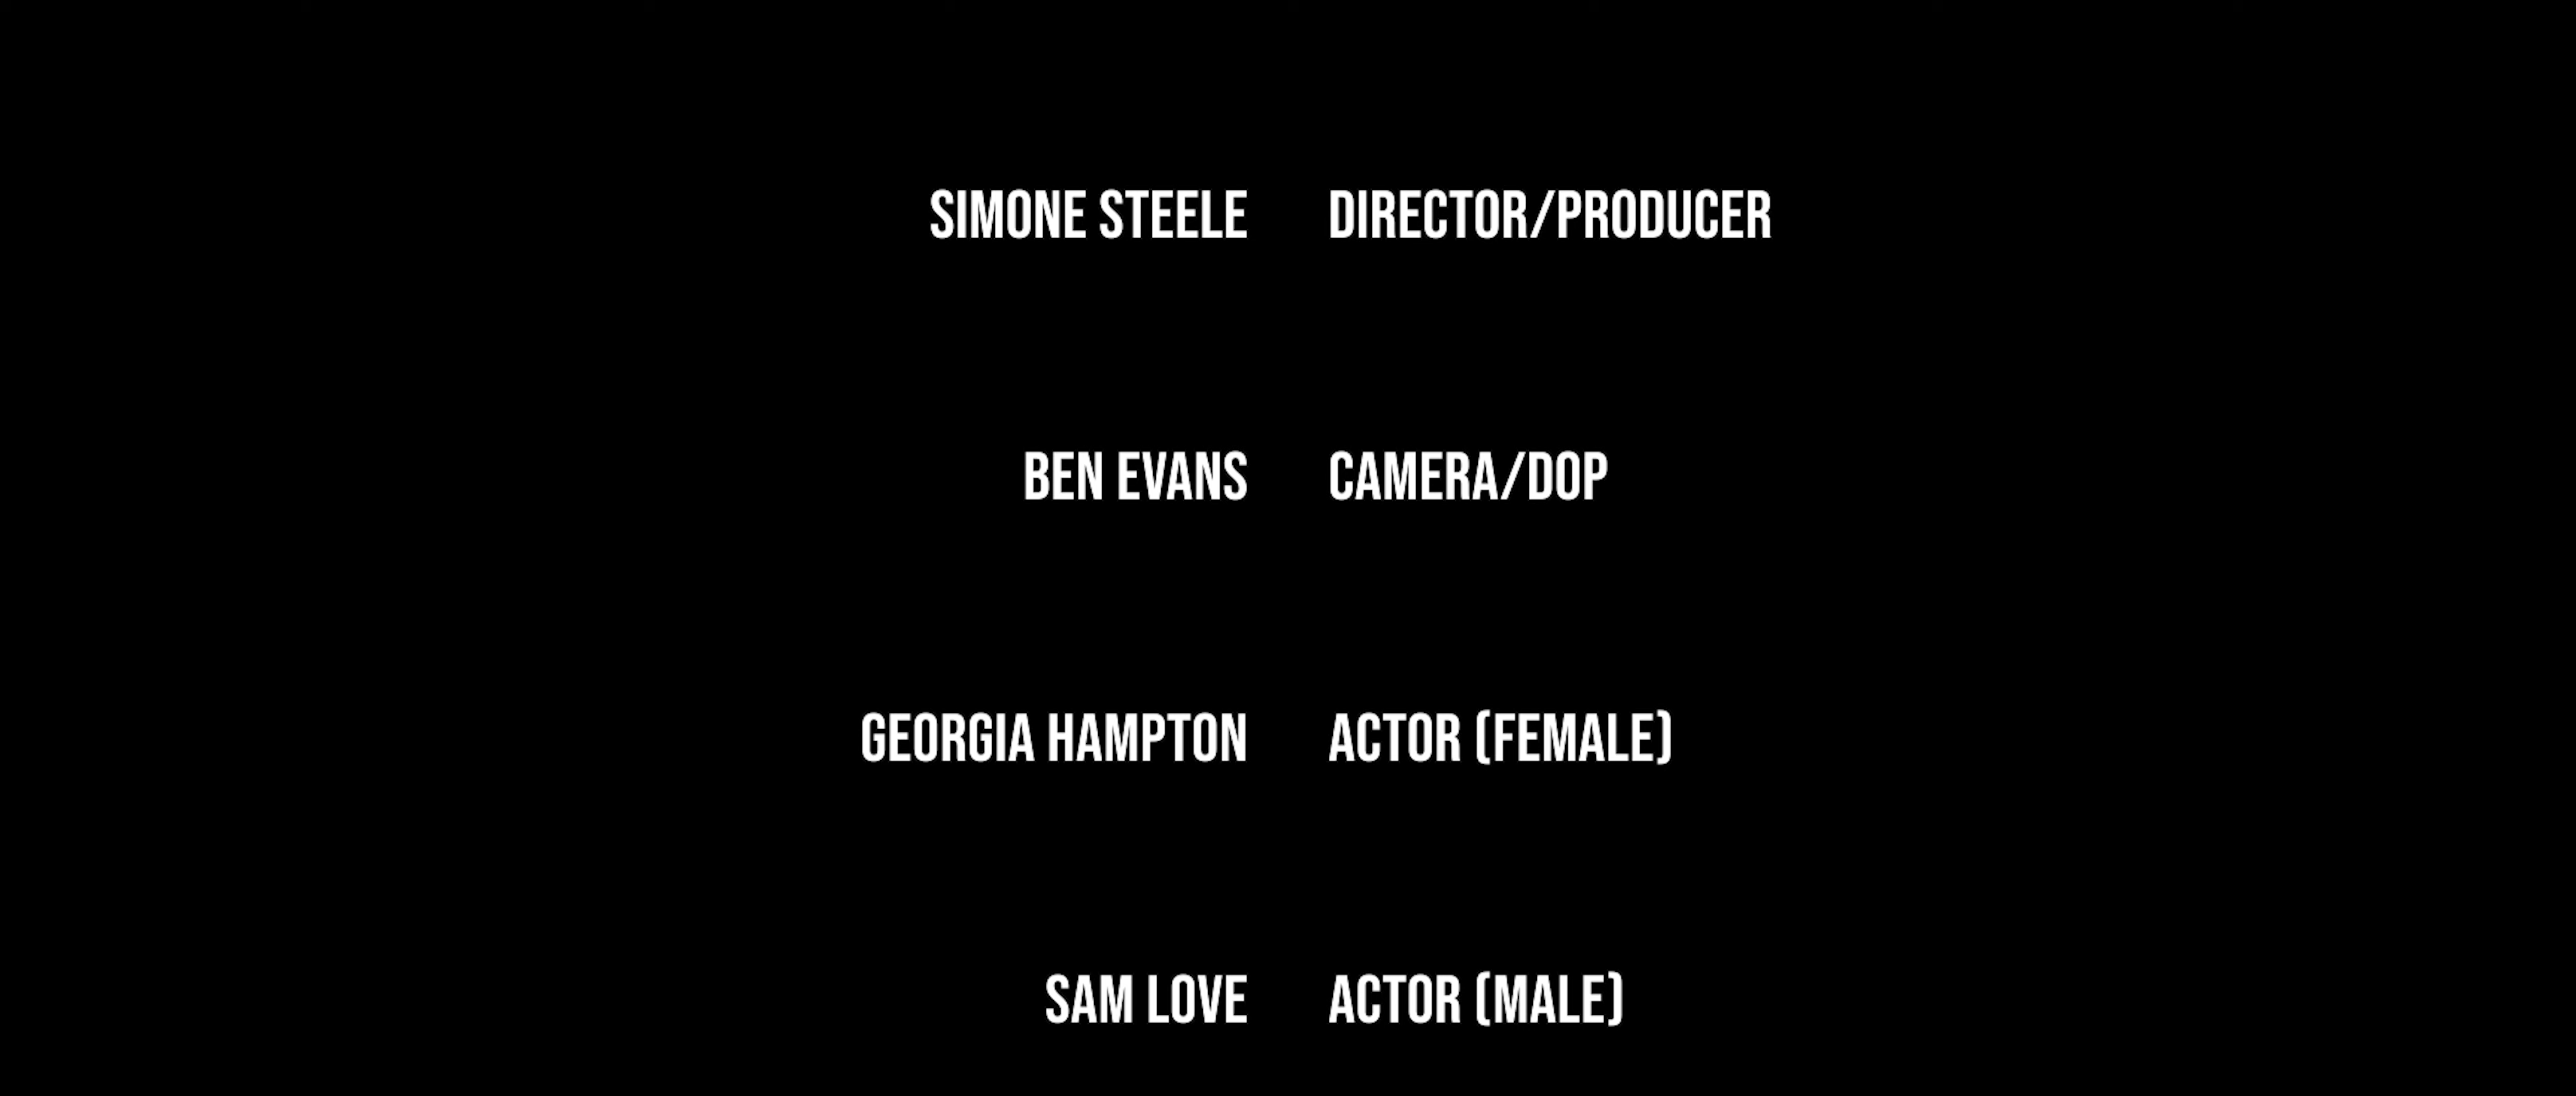 SIMONE STEELE DIRECTOR/PRODUCER
BEN EVANS CAMERA/DOP
GEORGIA HAMPTON ACTOR (FEMALE)
SAM LOVE ACTOR (MALE)